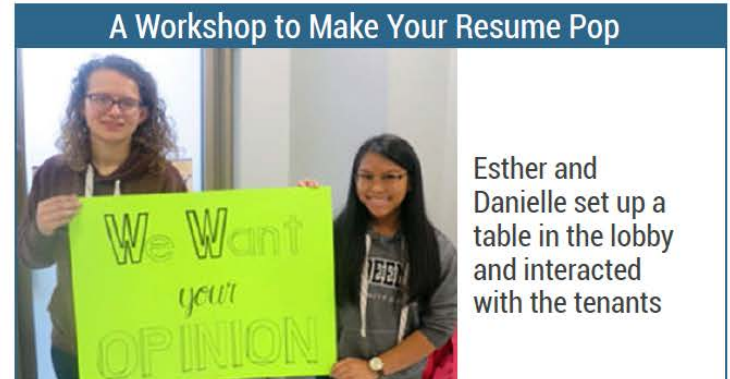 A Workshop to Make Your Resume Pop
We Want
your
OPINION
Esther and
Danielle set up a
table in the lobby
and interacted
with the tenants